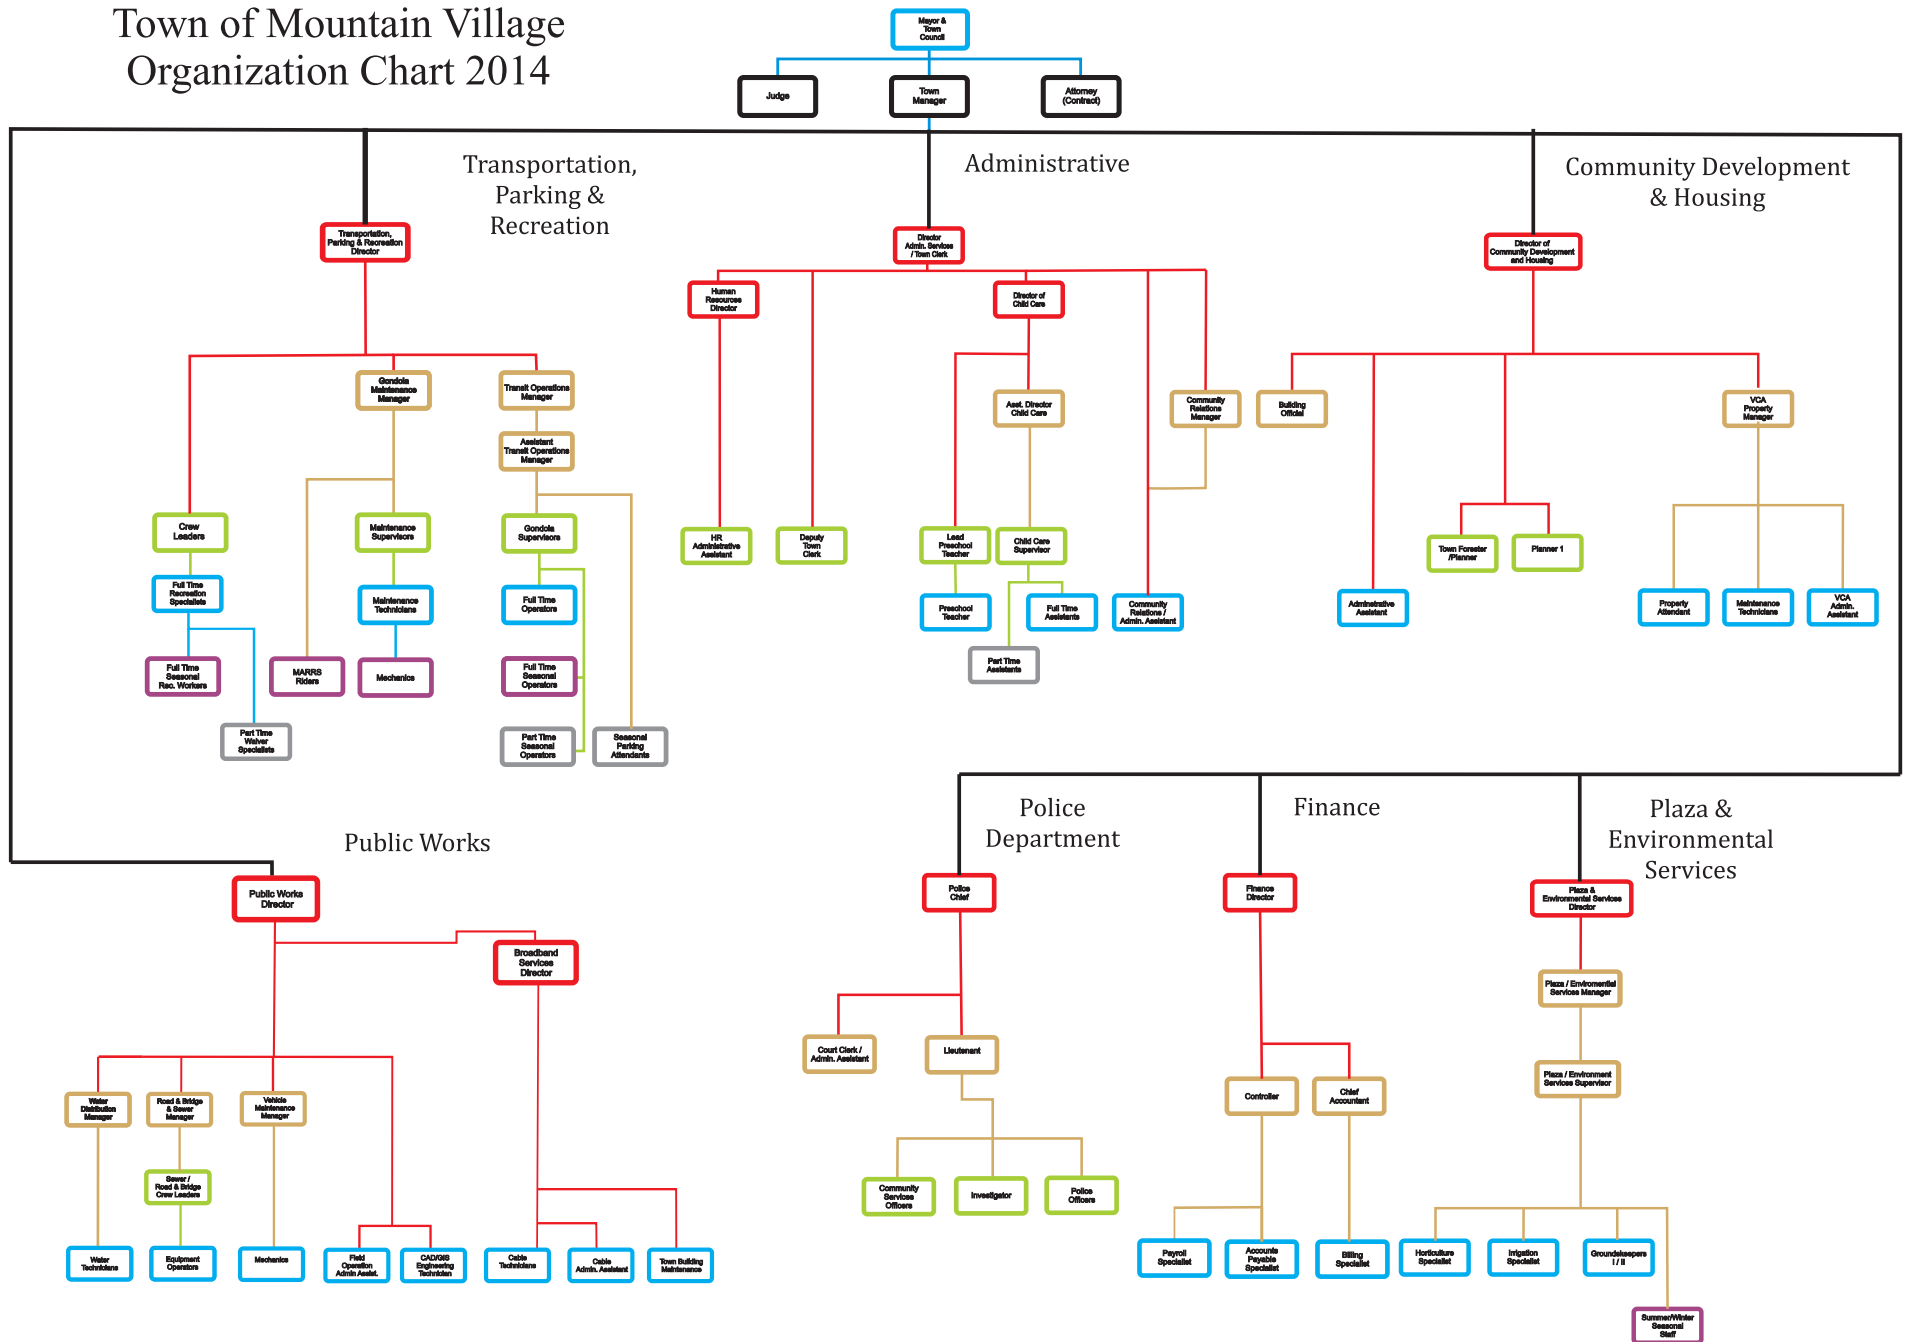 Town of Mountain Village
Organization Chart 2014
Mayor &
Town
Council
Judge
Town
Manager
Attorney
(Contract)
Transportation,
Parking &
Recreation
Administrative
Community Development
& Housing
Transportation,
Parking & Recreation
Director
Director
Admin. Services
/ Town Clerk
Director of
Community Development
and Housing
Human
Resources
Director
Director of
Child Care
Gondola
Maintenance
Manager
Transit Operations
Manager
Asst. Director
Child Care
Community
Relations
Manager
Building
Official
VCA
Property
Manager
Assistant
Transit Operations
Manager
Crew
Leaders
Maintenance
Supervisors
Gondola
Supervisors
HR
Administrative
Assistant
Deputy
Town
Clerk
Lead
Preschool
Teacher
Child Care
Supervisor
Town Forester
/Planner
Planner 1
Full Time
Recreation
Specialists
Maintenance
Technicians
Full Time
Operators
Preschool
Teacher
Full Time
Assistants
Community
Relations /
Admin. Assistant
Adminstrative
Assistant
Property
Attendant
Maintenance
Technicians
VCA
Admin.
Assistant
Full Time
Seasonal
Rec. Workers
MARRS
Riders
Mechanics
Full Time
Seasonal
Operators
Part Time
Assistants
Part Time
Waiver
Specialists
Part Time
Seasonal
Operators
Seasonal
Parking
Attendants
Public Works
Police
Department
Finance
Plaza &
Environmental
Services
Public Works
Director
Police
Chief
Finance
Director
Plaza &
Environmental Services
Director
Broadband
Services
Director
Plaza / Enviromential
Services Manager
Court Clerk /
Admin. Assistant
Lieutenant
Plaza / Environment
Services Supervisor
Water
Distribution
Manager
Road & Bridge
& Sewer
Manager
Vehicle
Maintenance
Manager
Controller
Chief
Accountant
Sewer /
Road & Bridge
Crew Leaders
Community
Services
Officers
Investigator
Police
Officers
Water
Technicians
Equipment
Operators
Mechanics
Field
Operation
Admin Assist.
CAD/GIS
Engineering
Technician
Cable
Technicians
Cable
Admin. Assistant
Town Building
Maintenance
Payroll
Specialist
Accounts
Payable
Specialist
Billing
Specialist
Horticulture
Specialist
Irrigation
Specialist
Groundskeepers
I / II
Summer/Winter
Seasonal
Staff